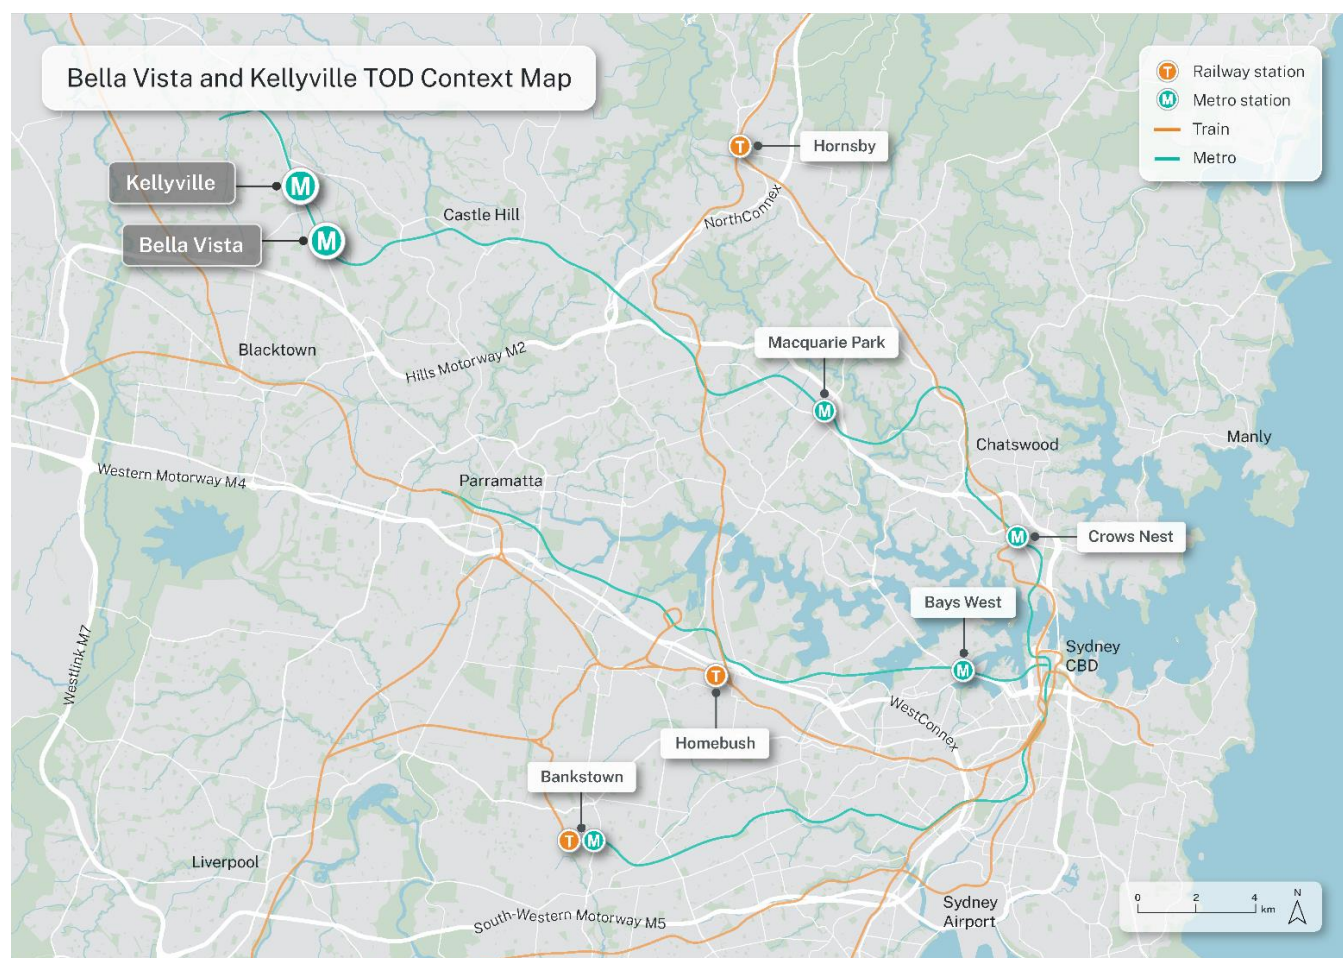 Bella Vista and Kellyville TOD Context Map
T Railway station
M Metro station
Train
Metro
T
Hornsby
Kellyville
M
NorthConnex
Castle Hill
Bella Vista
M
Macquarie Park
Blacktown
Hills Motorway M2
M
Manly
Chatswood
Western Motorway M4
Parramatta
M
Crows Nest
Bays West
Westlink M7
Sydney
CBD
M
T
WestConnex
Homebush
Bankstown
T M
Liverpool
South-Western Motorway M5
Sydney
Airport
0 2 4 km
N